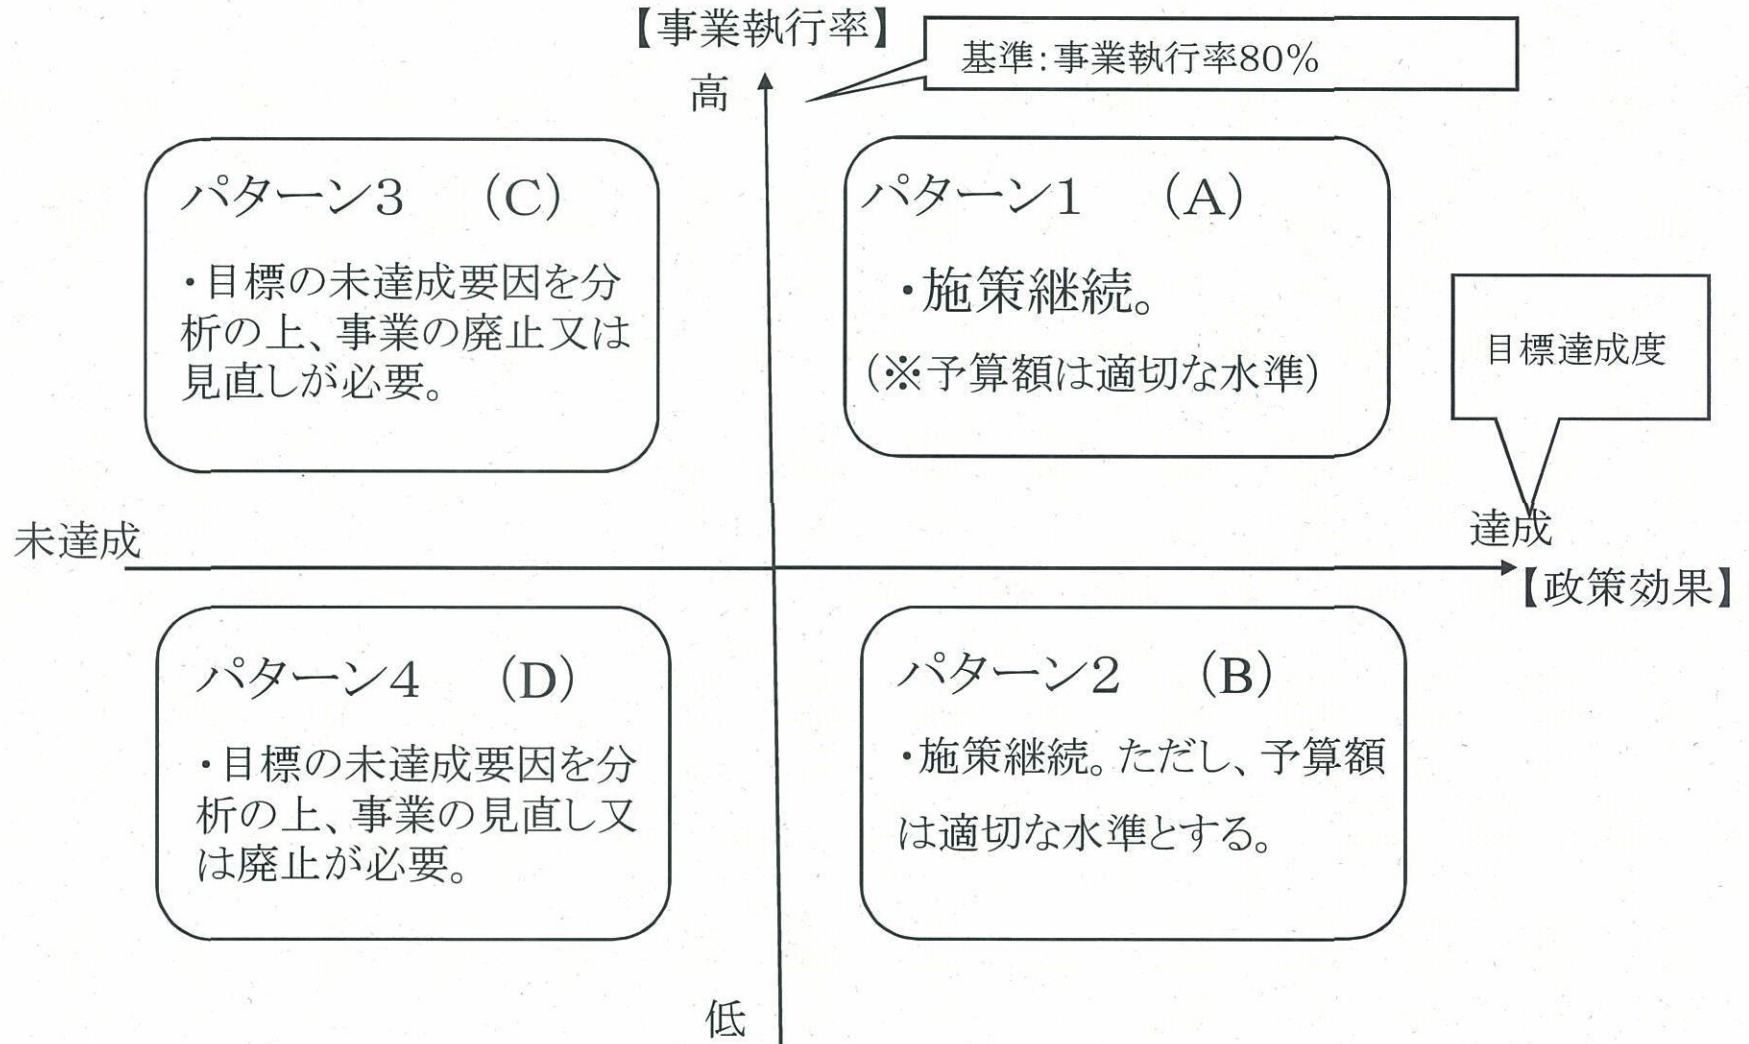 【事業執行率】
基準:事業執行率80%
高
パターン3 (C)
・目標の未達成要因を分
析の上、事業の廃止又は
見直しが必要。
パターン1 (A)
・施策継続。
(※予算額は適切な水準)
目標達成度
未達成
達成
【政策効果】
パターン4 (D)
・目標の未達成要因を分
析の上、事業の見直し又
は廃止が必要。
パターン2 (B)
・施策継続。ただし、予算額
は適切な水準とする。
低